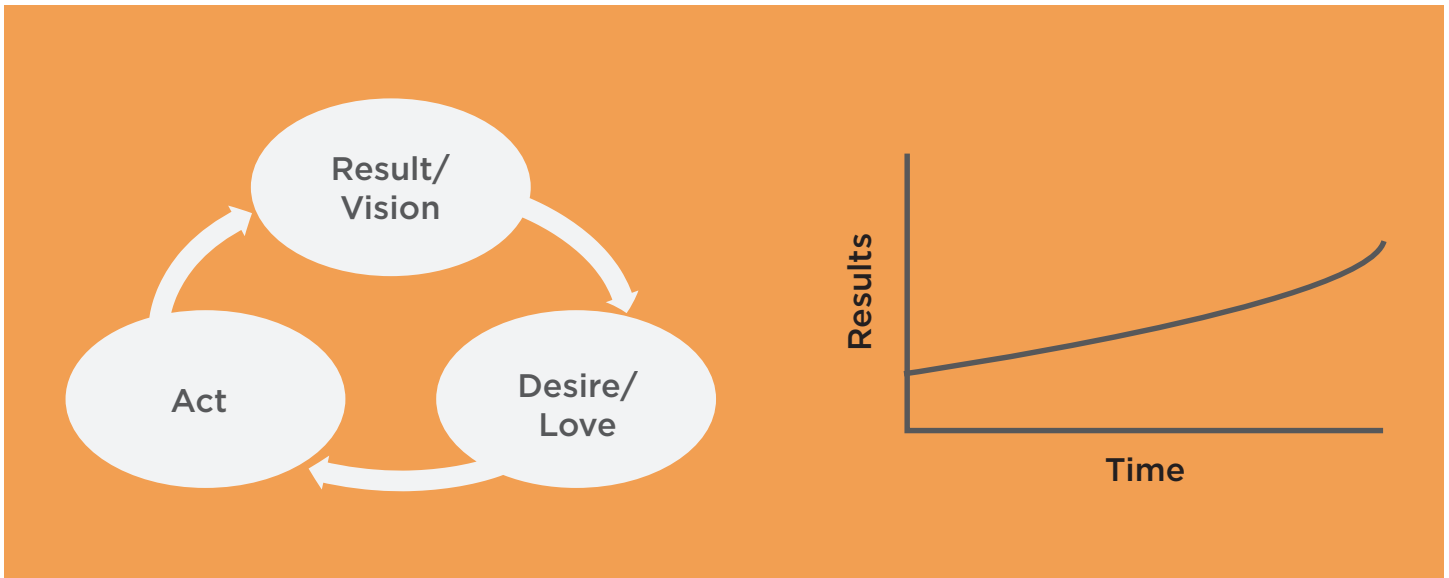 Result/
Vision
Act
Desire/
Love
Results
Time